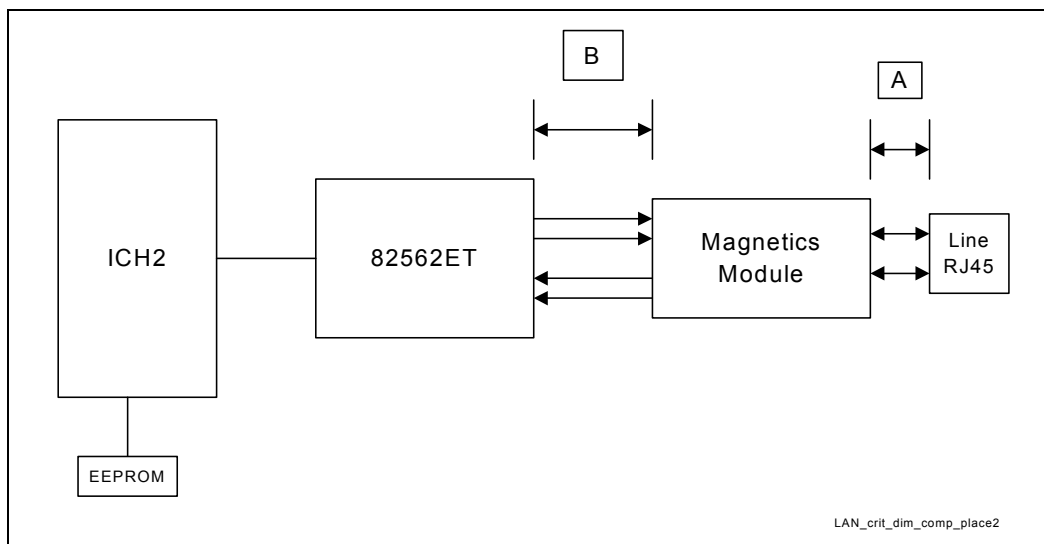 B
A
ICH2
82562ET
Magnetics
Module
Line
RJ45
EEPROM
LAN_crit_dim_comp_place2